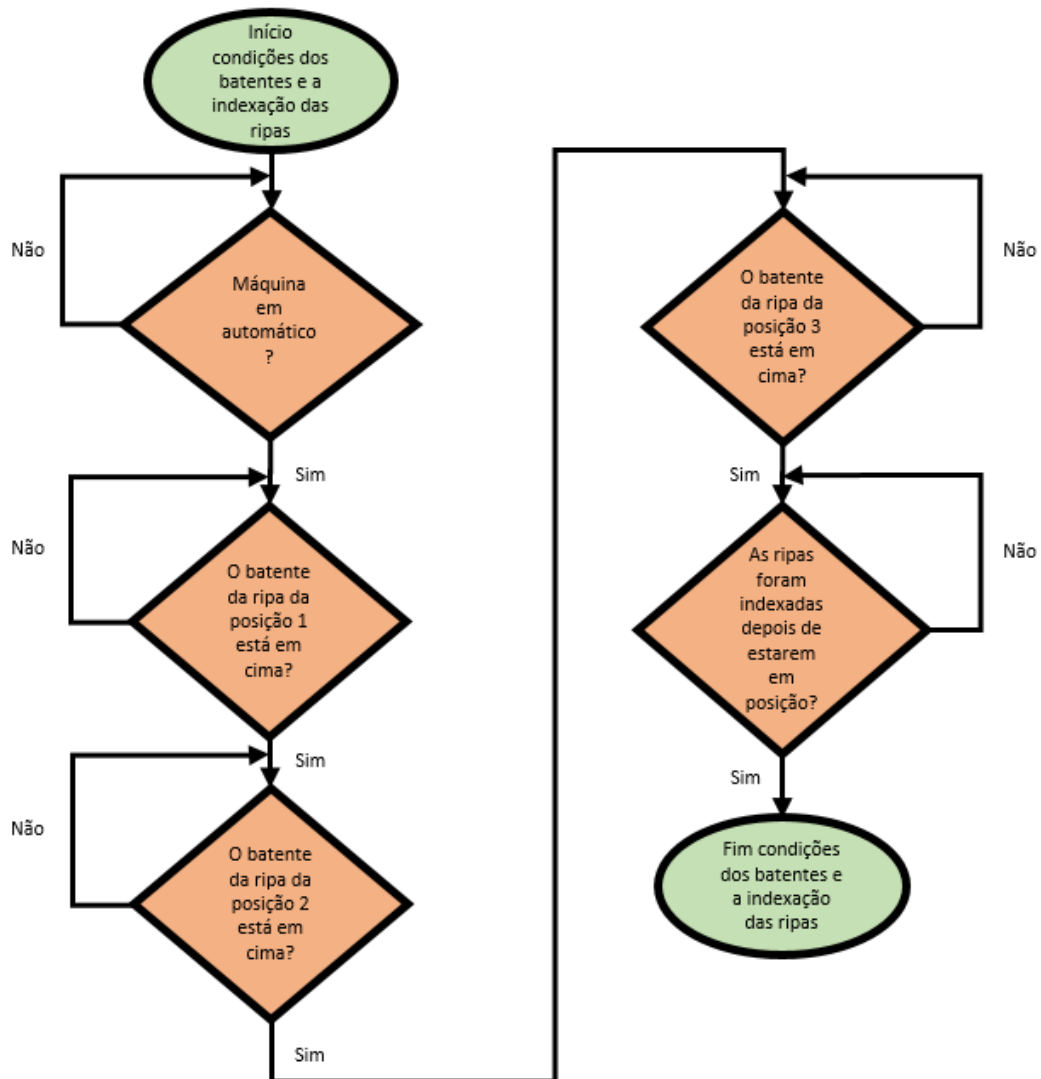 Início
condições dos
batentes e a
indexação das
ripas
Não
Máquina
em
automático
?
Sim
Não
O batente
da ripa da
posição 1
está em
cima?
Sim
Não
O batente
da ripa da
posição 2
está em
cima?
Sim
Não
O batente
da ripa da
posição 3
está em
cima?
Sim
Não
As ripas
foram
indexadas
depois de
estarem
em
posição?
Sim
Fim condições
dos batentes e
a indexação
das ripas